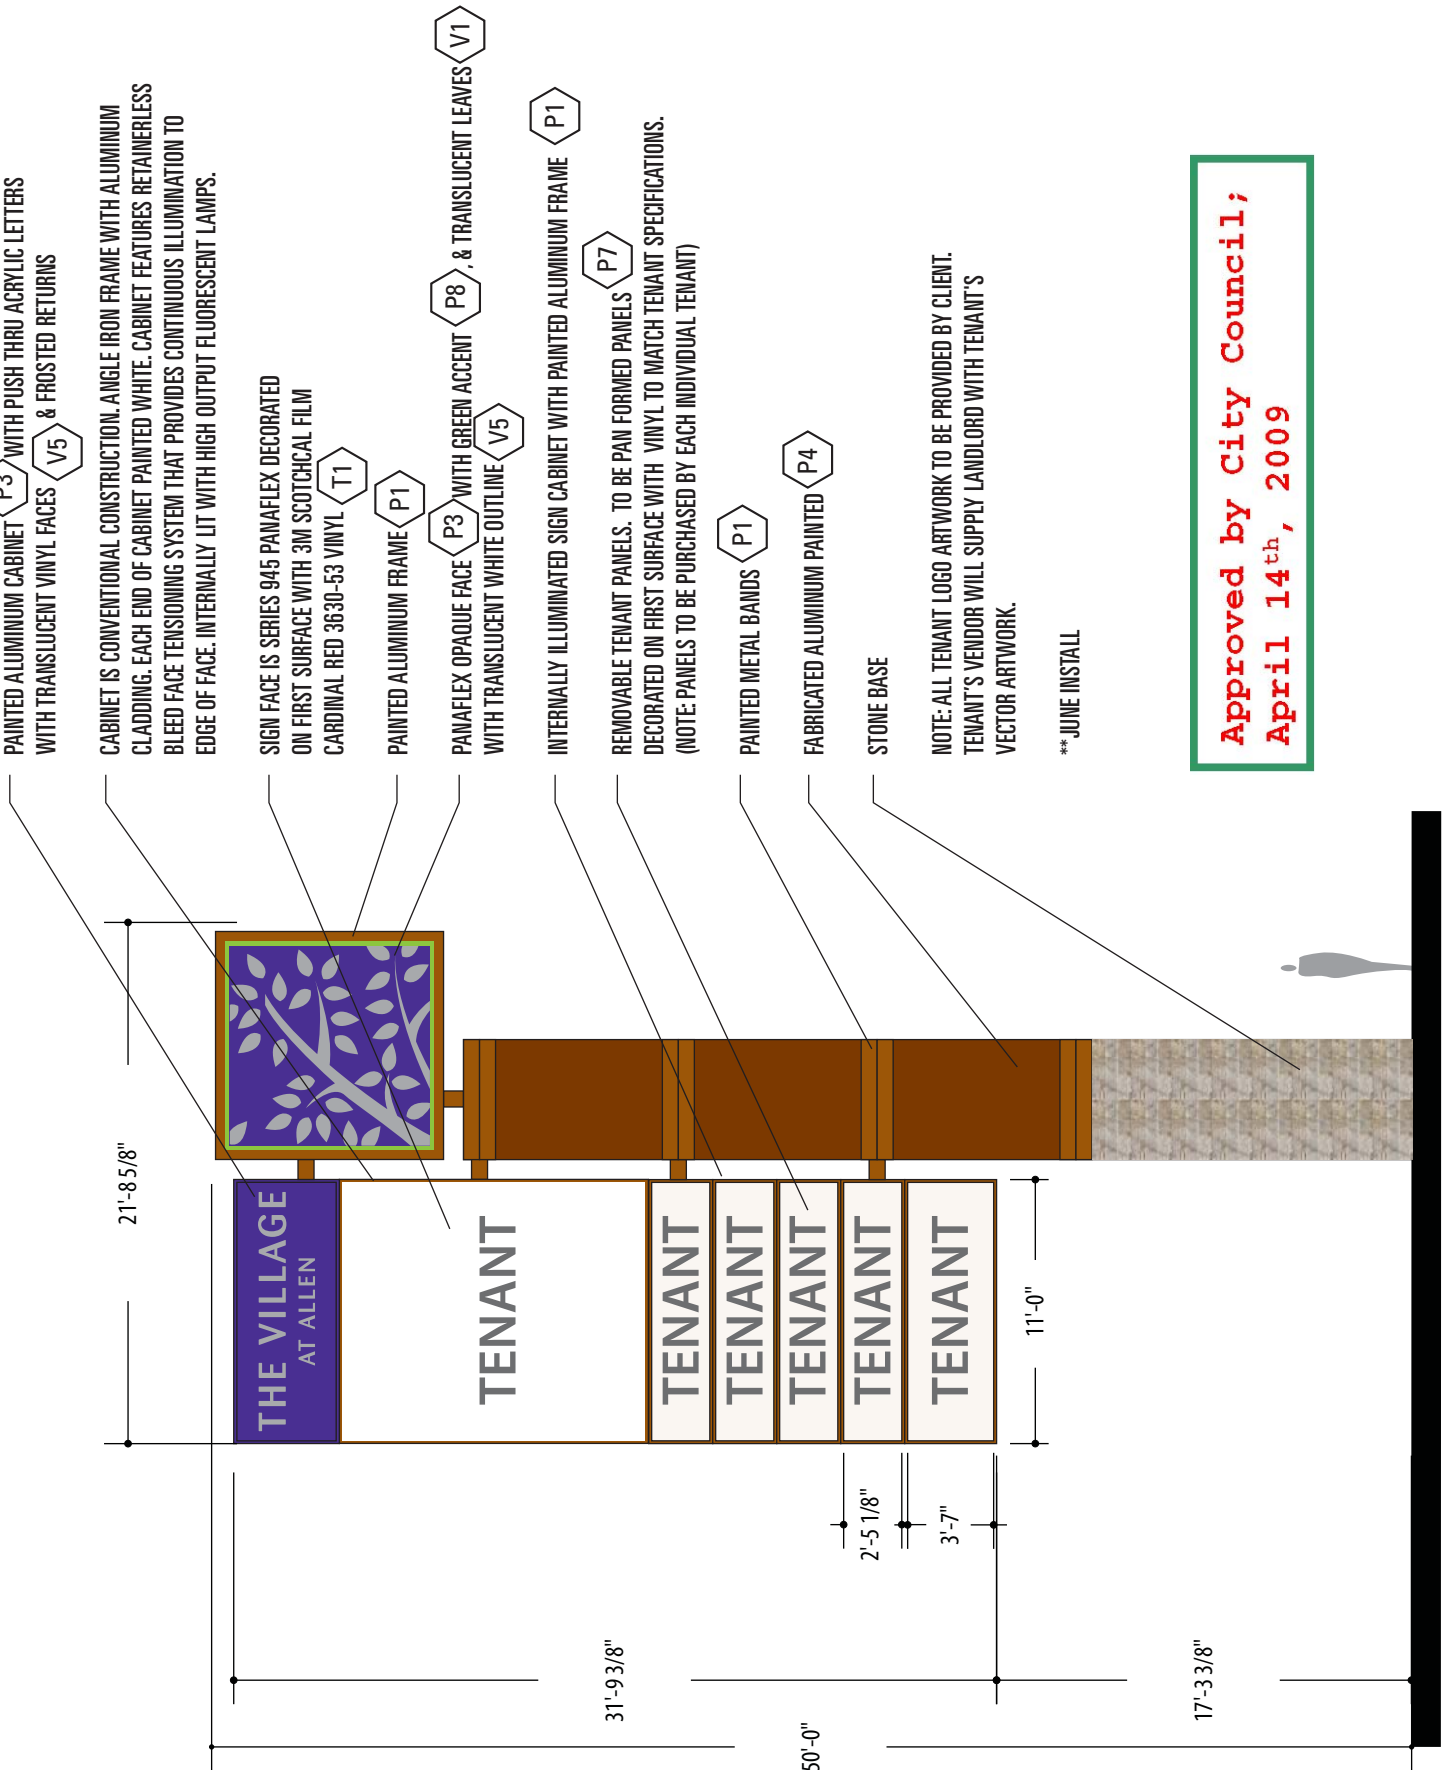 PAINTED ALUMINUM CABINET P3 WITH PUSH THRU ACRYLIC LETTERS
WITH TRANSLUCENT VINYL FACES V5 & FROSTED RETURNS
CABINET IS CONVENTIONAL CONSTRUCTION. ANGLE IRON FRAME WITH ALUMINUM
CLADDING. EACH END OF CABINET PAINTED WHITE. CABINET FEATURES RETAINERLESS
BLEED FACE TENSIONING SYSTEM THAT PROVIDES CONTINUOUS ILLUMINATION TO
EDGE OF FACE. INTERNALLY LIT WITH HIGH OUTPUT FLUORESCENT LAMPS.
SIGN FACE IS SERIES 945 PANAFLEX DECORATED
ON FIRST SURFACE WITH 3M SCOTCHCAL FILM
CARDINAL RED 3630-53 VINYL T1
PAINTED ALUMINUM FRAME P1
PANAFLEX OPAQUE FACE P3 WITH GREEN ACCENT P8 , & TRANSLUCENT LEAVES V1
WITH TRANSLUCENT WHITE OUTLINE V5
INTERNALLY ILLUMINATED SIGN CABINET WITH PAINTED ALUMINUM FRAME P1
REMOVABLE TENANT PANELS. TO BE PAN FORMED PANELS P7
DECORATED ON FIRST SURFACE WITH VINYL TO MATCH TENANT SPECIFICATIONS.
(NOTE: PANELS TO BE PURCHASED BY EACH INDIVIDUAL TENANT)
PAINTED METAL BANDS P1
FABRICATED ALUMINUM PAINTED P4
STONE BASE
NOTE: ALL TENANT LOGO ARTWORK TO BE PROVIDED BY CLIENT.
TENANT'S VENDOR WILL SUPPLY LANDLORD WITH TENANT'S
VECTOR ARTWORK.
** JUNE INSTALL
Approved by City Council;
April 14th, 2009
21'-8 5/8"
THE VILLAGE
AT ALLEN
TENANT
TENANT
TENANT
TENANT
TENANT
TENANT
11'-0"
2'-5 1/8"
3'-7"
31'-9 3/8"
17'-3 3/8"
50'-0"